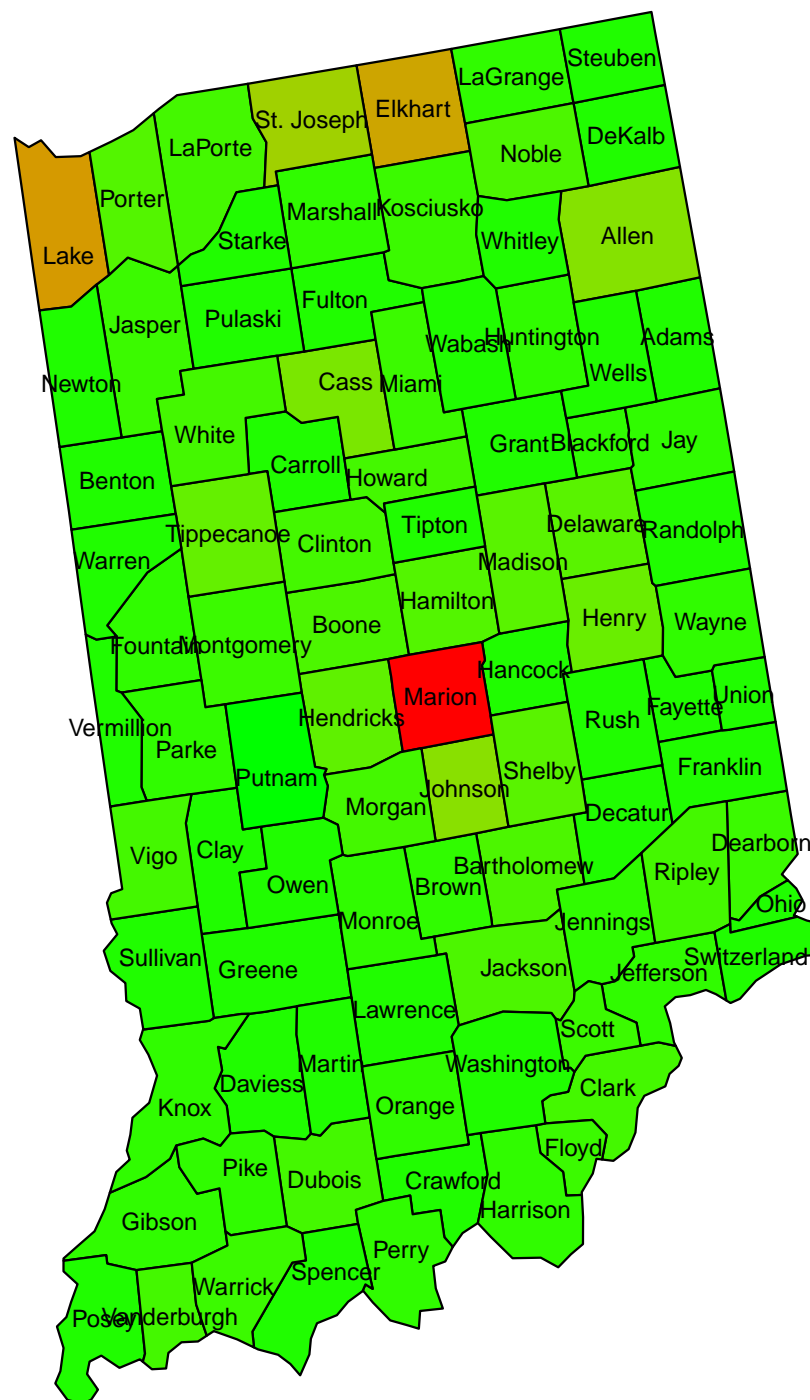 Steuben
LaGrange
Elkhart
St. Joseph
DeKalb
LaPorte
Noble
Porter
Kosciusko
Marshall
Starke
Whitley
Allen
Lake
Fulton
Pulaski
Jasper
Huntington
Adams
Wabash
Wells
Newton
Cass
Miami
White
Grant
Blackford
Jay
Carroll
Howard
Benton
Tipton
Delaware
Randolph
Tippecanoe
Clinton
Madison
Warren
Hamilton
Henry
Wayne
Boone
Fountain
Montgomery
Hancock
Marion
Union
Fayette
Hendricks
Rush
Vermillion
Parke
Shelby
Franklin
Putnam
Johnson
Morgan
Decatur
Dearborn
Clay
Vigo
Bartholomew
Ripley
Owen
Brown
Ohio
Monroe
Jennings
Sullivan
Switzerland
Greene
Jackson
Jefferson
Lawrence
Scott
Martin
Washington
Daviess
Clark
Knox
Orange
Floyd
Pike
Dubois
Crawford
Harrison
Gibson
Perry
Spencer
Warrick
Posey
Vanderburgh